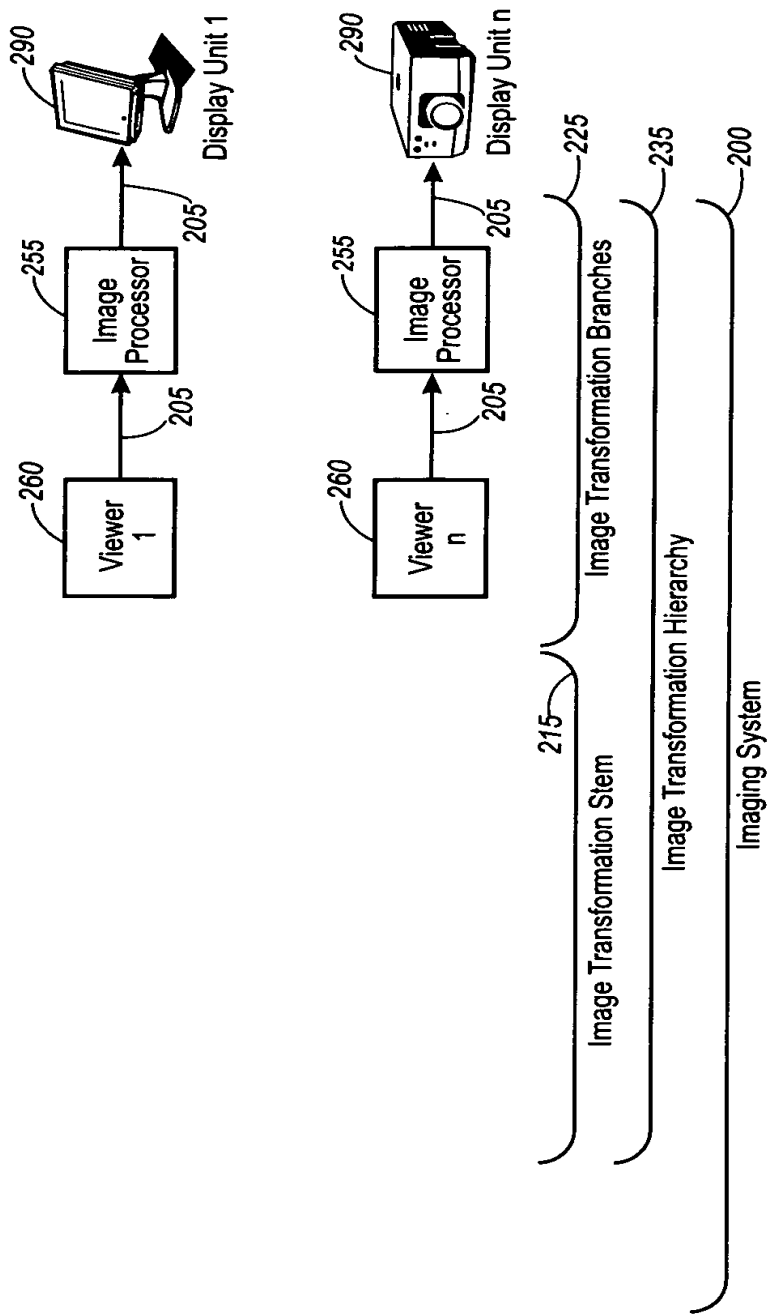 260
Viewer
1
205
255
Image
Processor
205
290
Display Unit 1
260
Viewer
n
205
255
Image
Processor
205
290
Display Unit n
215
225
Image Transformation Stem
Image Transformation Branches
235
Image Transformation Hierarchy
200
Imaging System